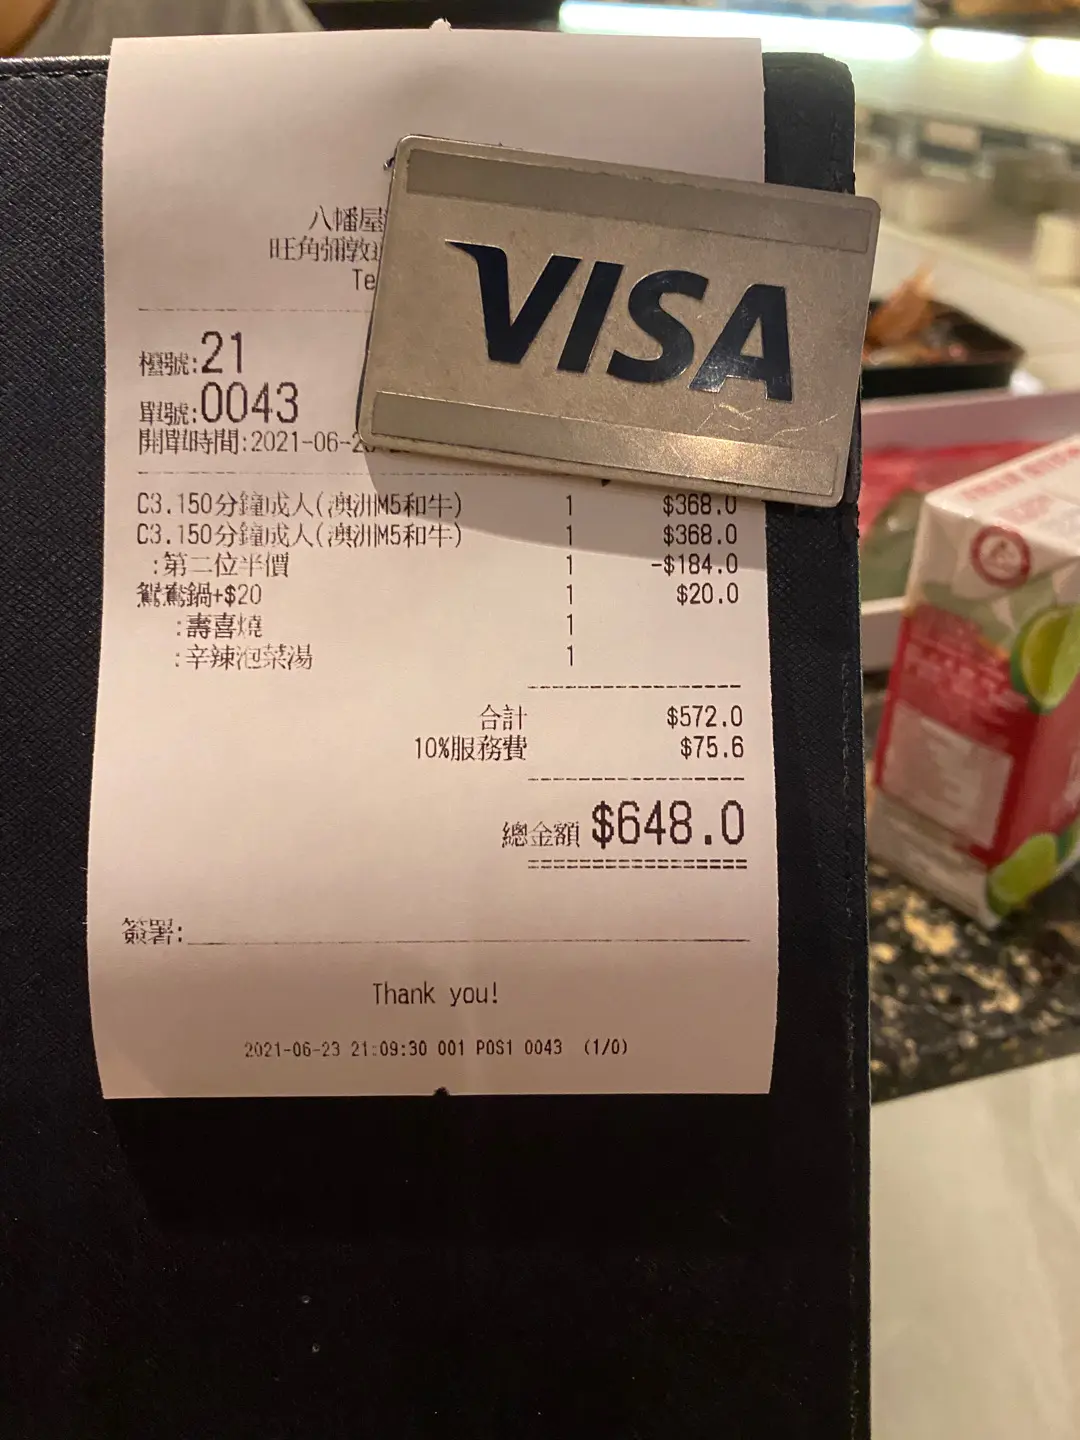 八幡屋
旺角彌敦道
Te
VISA
檯號:21
單號:0043
開單時間:2021-06-23
C3.150分鐘成人(澳洲M5和牛) 1 $368.0
C3.150分鐘成人(澳洲M5和牛) 1 $368.0
:第二位半價 1 -$184.0
鴛鴦鍋+$20 1 $20.0
:壽喜燒 1
:辛辣泡菜湯 1
合計 $572.0
10%服務費 $75.6
總金額 $648.0
簽署:
Thank you!
2021-06-23 21:09:30 001 POS1 0043 (1/0)